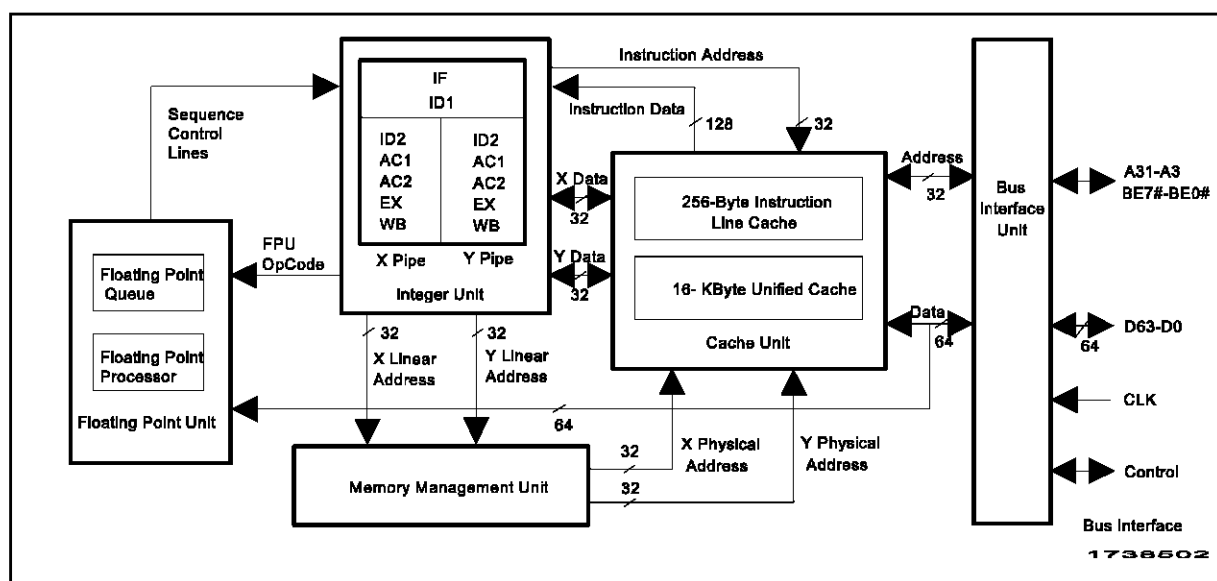 Sequence
Control
Lines
IF
ID1
ID2
AC1
AC2
EX
WB
ID2
AC1
AC2
EX
WB
X Pipe
Y Pipe
Integer Unit
Instruction Address
Instruction Data
128
32
X Data
32
Y Data
32
256-Byte Instruction
Line Cache
16- KByte Unified Cache
Cache Unit
Address
32
Data
64
Bus
Interface
Unit
A31-A3
BE7#-BE0#
D63-D0
64
CLK
Control
Bus Interface
1738502
FPU
OpCode
Floating Point
Queue
Floating Point
Processor
Floating Point Unit
32
X Linear
Address
32
Y Linear
Address
64
Memory Management Unit
32
32
X Physical
Address
Y Physical
Address